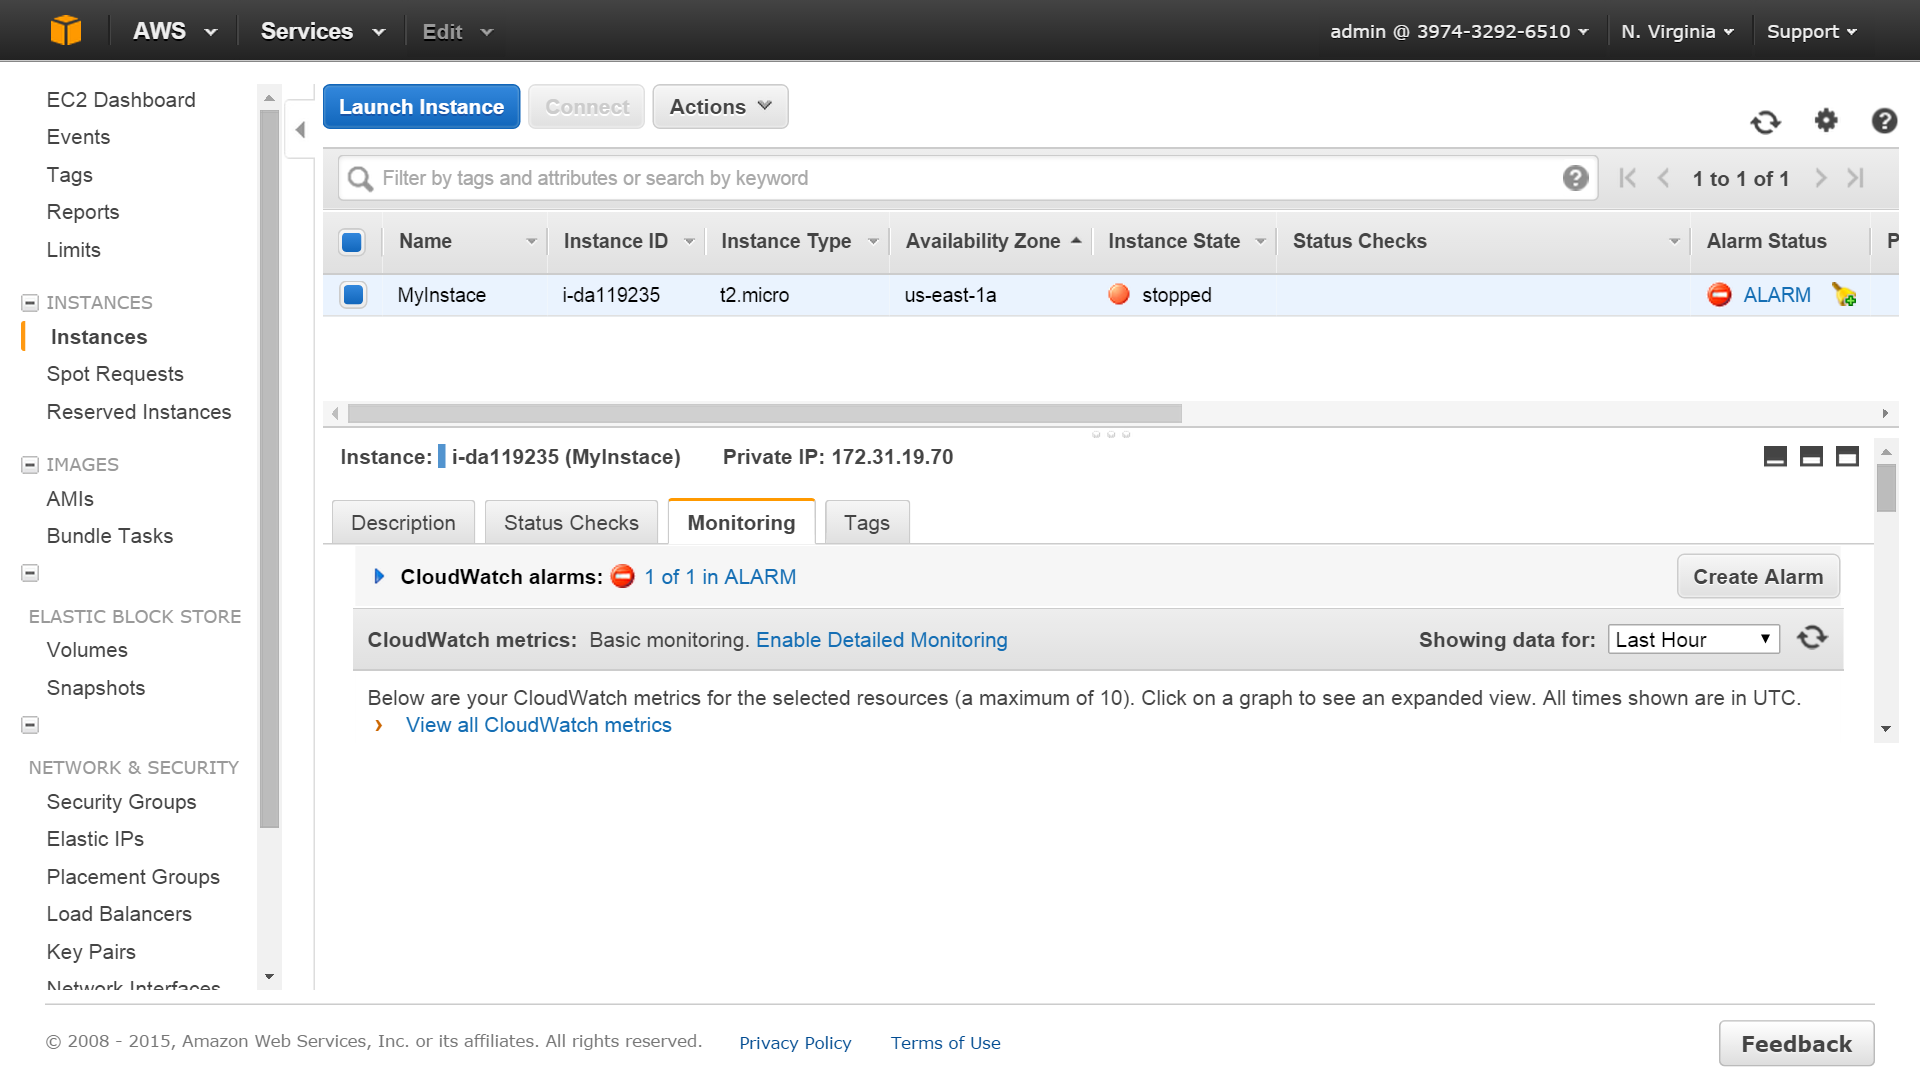 AWS Services Edit admin @ 3974-3292-6510 N. Virginia Support
EC2 Dashboard
Events
Tags
Reports
Limits
INSTANCES
Instances
Spot Requests
Reserved Instances
IMAGES
AMIs
Bundle Tasks
ELASTIC BLOCK STORE
Volumes
Snapshots
NETWORK & SECURITY
Security Groups
Elastic IPs
Placement Groups
Load Balancers
Key Pairs
Network Interfaces
Launch Instance Connect Actions
Filter by tags and attributes or search by keyword 1 to 1 of 1
Name Instance ID Instance Type Availability Zone Instance State Status Checks Alarm Status P
MyInstace i-da119235 t2.micro us-east-1a stopped ALARM
Instance: i-da119235 (MyInstace) Private IP: 172.31.19.70
Description Status Checks Monitoring Tags
CloudWatch alarms: 1 of 1 in ALARM Create Alarm
CloudWatch metrics: Basic monitoring. Enable Detailed Monitoring Showing data for: Last Hour
Below are your CloudWatch metrics for the selected resources (a maximum of 10). Click on a graph to see an expanded view. All times shown are in UTC.
› View all CloudWatch metrics
© 2008 - 2015, Amazon Web Services, Inc. or its affiliates. All rights reserved. Privacy Policy Terms of Use Feedback